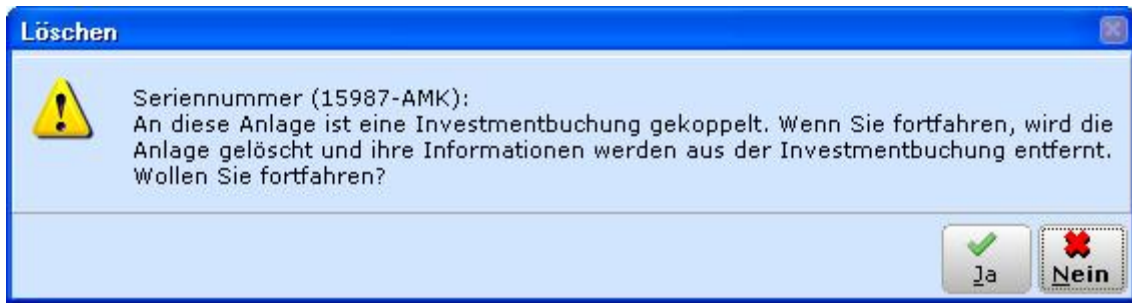 Löschen
Seriennummer (15987-AMK):
An diese Anlage ist eine Investmentbuchung gekoppelt. Wenn Sie fortfahren, wird die
Anlage gelöscht und ihre Informationen werden aus der Investmentbuchung entfernt.
Wollen Sie fortfahren?
Ja
Nein